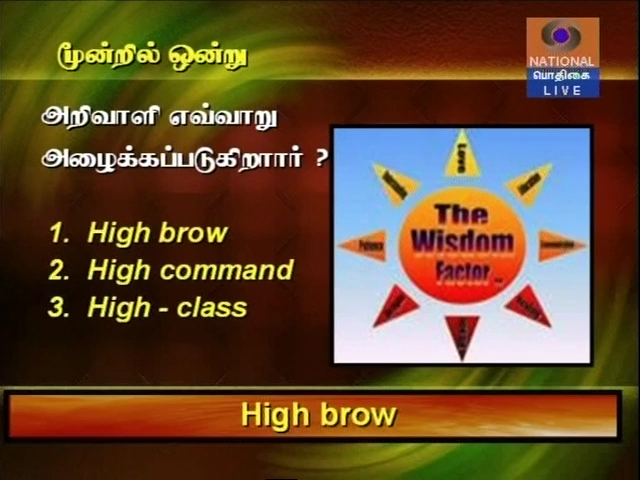 மூன்றில் ஒன்று
NATIONAL
பொதிகை
LIVE
அறிவாளி எவ்வாறு
அழைக்கப்படுகிறார் ?
1. High brow
2. High command
3. High - class
The
Wisdom
Factor
High brow